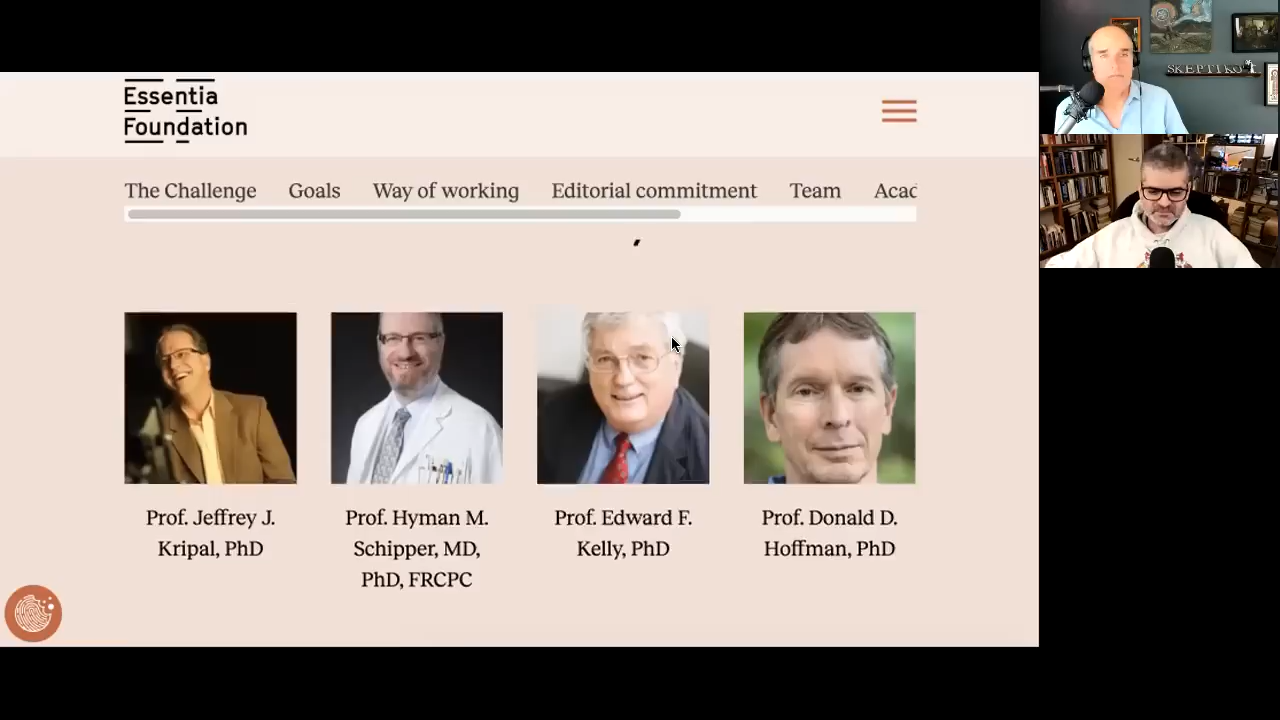 Essentia
Foundation
The Challenge Goals Way of working Editorial commitment Team Acad
Prof. Jeffrey J.
Kripal, PhD
Prof. Hyman M.
Schipper, MD,
PhD, FRCPC
Prof. Edward F.
Kelly, PhD
Prof. Donald D.
Hoffman, PhD
SKEPTIKO